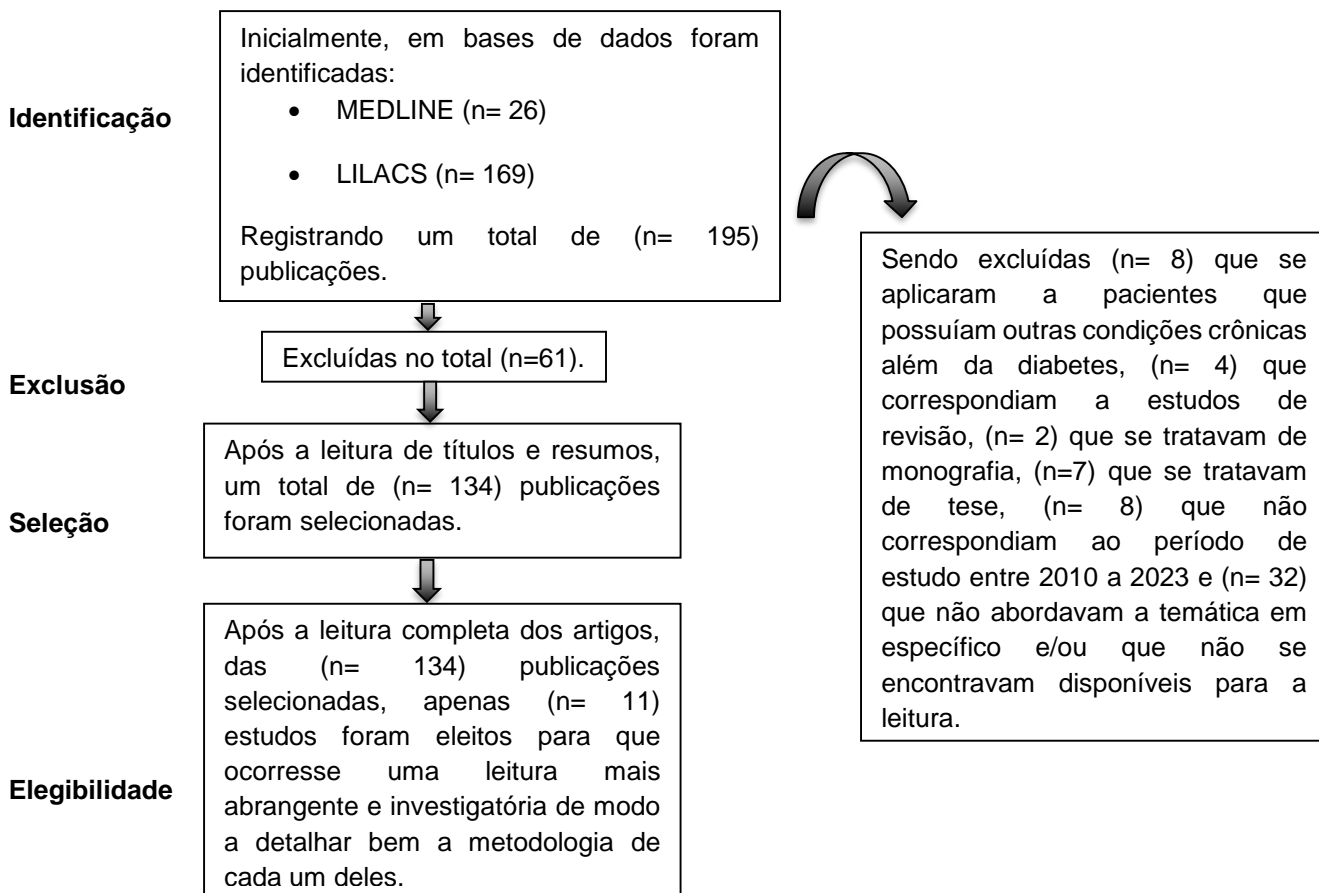 Identificação
Inicialmente, em bases de dados foram
identificadas:
• MEDLINE (n= 26)
• LILACS (n= 169)
Registrando um total de (n= 195)
publicações.
Sendo excluídas (n= 8) que se
aplicaram a pacientes que
possuíam outras condições crônicas
além da diabetes, (n= 4) que
correspondiam a estudos de
revisão, (n= 2) que se tratavam de
monografia, (n=7) que se tratavam
de tese, (n= 8) que não
correspondiam ao período de
estudo entre 2010 a 2023 e (n= 32)
que não abordavam a temática em
específico e/ou que não se
encontravam disponíveis para a
leitura.
Exclusão
Excluídas no total (n=61).
Seleção
Após a leitura de títulos e resumos,
um total de (n= 134) publicações
foram selecionadas.
Elegibilidade
Após a leitura completa dos artigos,
das (n= 134) publicações
selecionadas, apenas (n= 11)
estudos foram eleitos para que
ocorresse uma leitura mais
abrangente e investigatória de modo
a detalhar bem a metodologia de
cada um deles.